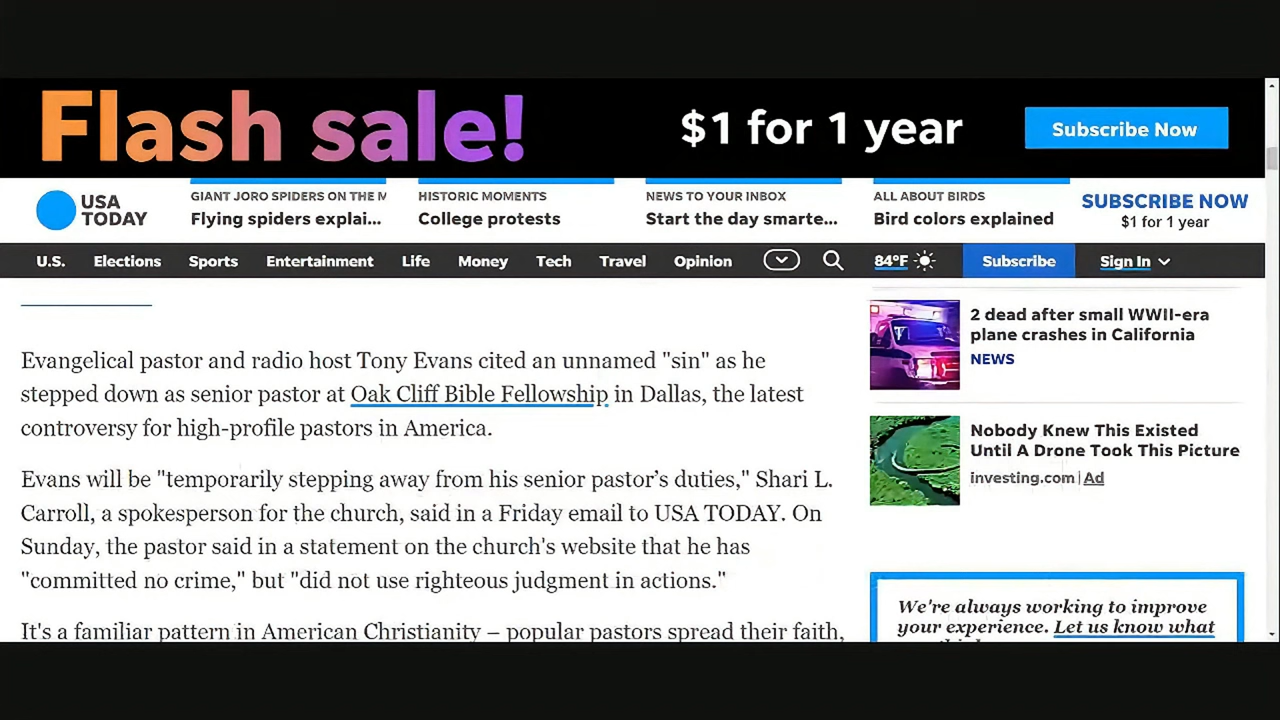 Flash sale!
$1 for 1 year
Subscribe Now
USA
TODAY
GIANT JORO SPIDERS ON THE M
Flying spiders explai...
HISTORIC MOMENTS
College protests
NEWS TO YOUR INBOX
Start the day smarte...
ALL ABOUT BIRDS
Bird colors explained
SUBSCRIBE NOW
$1 for 1 year
U.S. Elections Sports Entertainment Life Money Tech Travel Opinion 84°F Subscribe Sign In
Evangelical pastor and radio host Tony Evans cited an unnamed "sin" as he
stepped down as senior pastor at Oak Cliff Bible Fellowship in Dallas, the latest
controversy for high-profile pastors in America.
Evans will be "temporarily stepping away from his senior pastor’s duties," Shari L.
Carroll, a spokesperson for the church, said in a Friday email to USA TODAY. On
Sunday, the pastor said in a statement on the church's website that he has
"committed no crime," but "did not use righteous judgment in actions."
It's a familiar pattern in American Christianity – popular pastors spread their faith,
2 dead after small WWII-era
plane crashes in California
NEWS
Nobody Knew This Existed
Until A Drone Took This Picture
investing.com | Ad
We're always working to improve
your experience. Let us know what